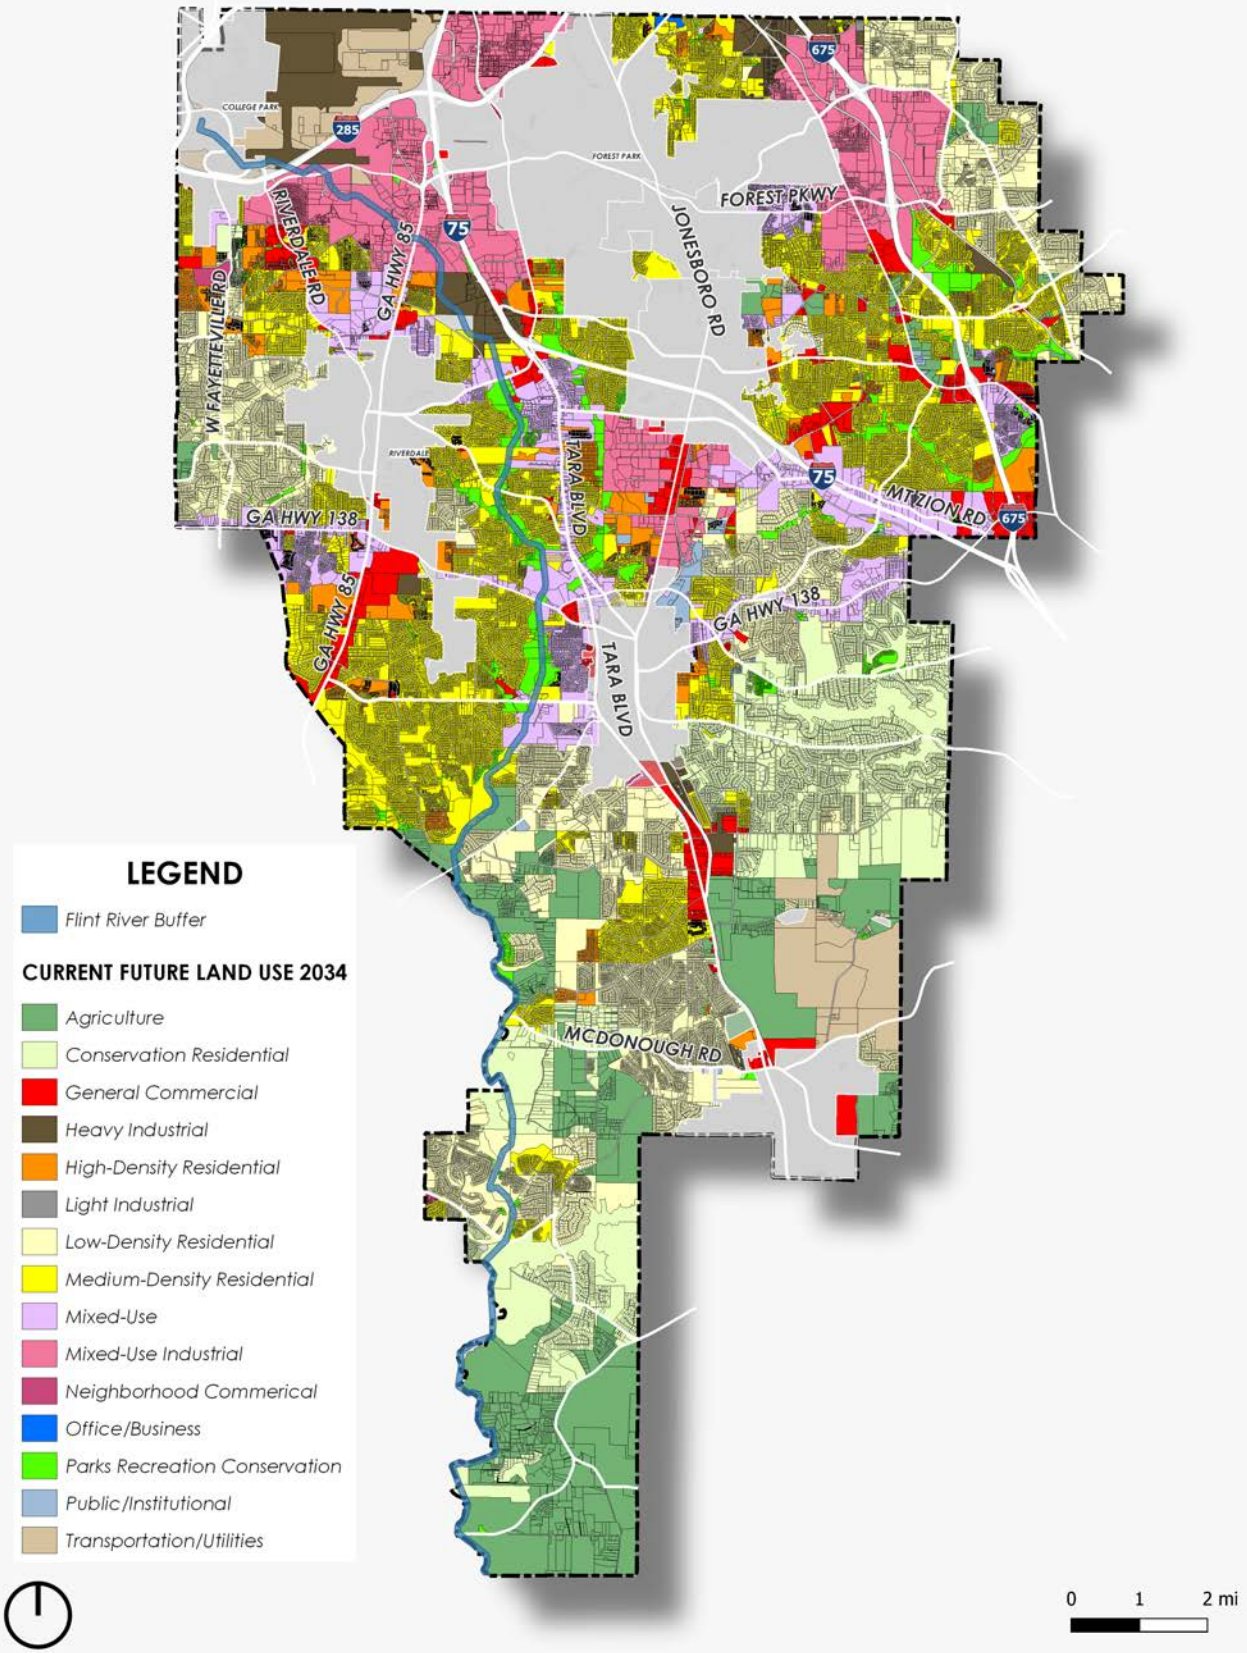 675
COLLEGE PARK
285
FOREST PARK
FOREST PKWY
RIVERDALE RD
JONESBORO RD
75
GA HWY 85
W FAYETTEVILLE RD
RIVERDALE
TARA BLVD
75
MT ZION RD
675
GA HWY 138
GA HWY 85
GA HWY 138
TARA BLVD
MCDONOUGH RD
LEGEND
Flint River Buffer
CURRENT FUTURE LAND USE 2034
Agriculture
Conservation Residential
General Commercial
Heavy Industrial
High-Density Residential
Light Industrial
Low-Density Residential
Medium-Density Residential
Mixed-Use
Mixed-Use Industrial
Neighborhood Commerical
Office/Business
Parks Recreation Conservation
Public/Institutional
Transportation/Utilities
0 1 2 mi